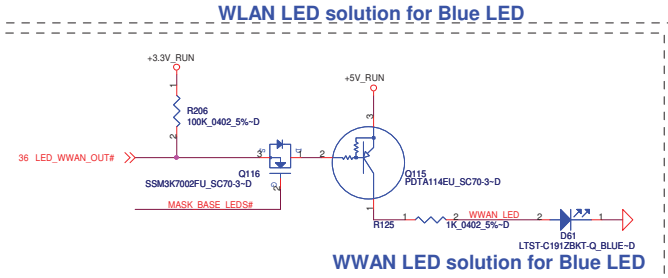 WLAN LED solution for Blue LED
+3.3V_RUN
+5V_RUN
1
R206
100K_0402_5%~D
2
3
36 LED_WWAN_OUT#
3
1
2
Q116
SSM3K7002FU_SC70-3~D
2
Q115
PDTA114EU_SC70-3~D
MASK_BASE_LEDS#
1
R125
1
2
1K_0402_5%~D
WWAN_LED
2
1
D61
LTST-C191ZBKT-Q_BLUE~D
WWAN LED solution for Blue LED